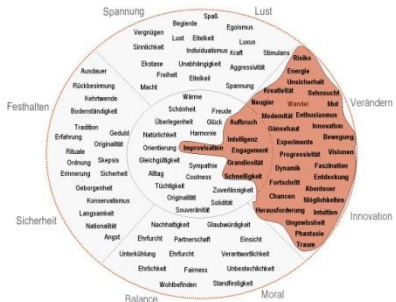 Spannung
Lust
Spaß
Begierde
Egoismus
Vergnügen
Lust
Eitelkeit
Luxus
Sinnlichkeit
Individualismus
Kraft
Stimulans
Ekstase
Unabhängigkeit
Aggressivität
Freiheit
Eitelkeit
Macht
Spannung
Risiko
Energie
Unsicherheit
Ausdauer
Rückbesinnung
Kehrtwende
Bodenständigkeit
Wärme
Schönheit
Freude
Kreativität
Sehnsucht
Neugier
Wandel
Mut
Verändern
Festhalten
Tradition
Geduld
Überlegenheit
Glück
Aufbruch
Modernität
Enthusiasmus
Erfahrung
Originalität
Natürlichkeit
Harmonie
Gänsehaut
Innovation
Rituale
Orientierung
Improvisation
Intelligenz
Experimente
Bewegung
Ordnung
Skepsis
Gleichgültigkeit
Engagement
Progressivität
Visionen
Erinnerung
Sicherheit
Alltag
Sympathie
Grandiosität
Dynamik
Faszination
Geborgenheit
Coolness
Schnelligkeit
Fortschritt
Entdecken
Konservatismus
Tüchtigkeit
Zuverlässigkeit
Chancen
Abenteuer
Langsamkeit
Originalität
Solidität
Möglichkeiten
Sicherheit
Nationalität
Souveränität
Herausforderung
Intuition
Innovation
Angst
Nachhaltigkeit
Glaubwürdigkeit
Ungewissheit
Ehrfurcht
Partnerschaft
Einsicht
Phantasie
Unterkühlung
Ehrfurcht
Verantwortlichkeit
Traum
Ehrlichkeit
Fairness
Unbestechlichkeit
Wohlbefinden
Standfestigkeit
Balance
Moral